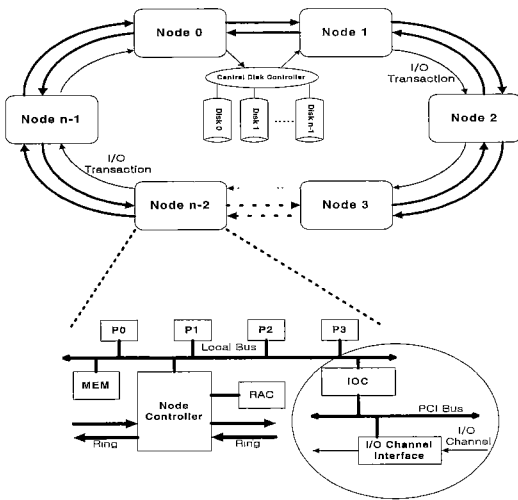 Node 0
Node 1
I/O
Transaction
Central Disk Controller
Disk 0
Disk 1
Disk n-1
Node n-1
Node 2
I/O
Transaction
Node n-2
Node 3
P0
P1
P2
P3
Local Bus
MEM
Node
Controller
RAC
IOC
PCI Bus
Ring
Ring
I/O Channel
Interface
I/O
Channel